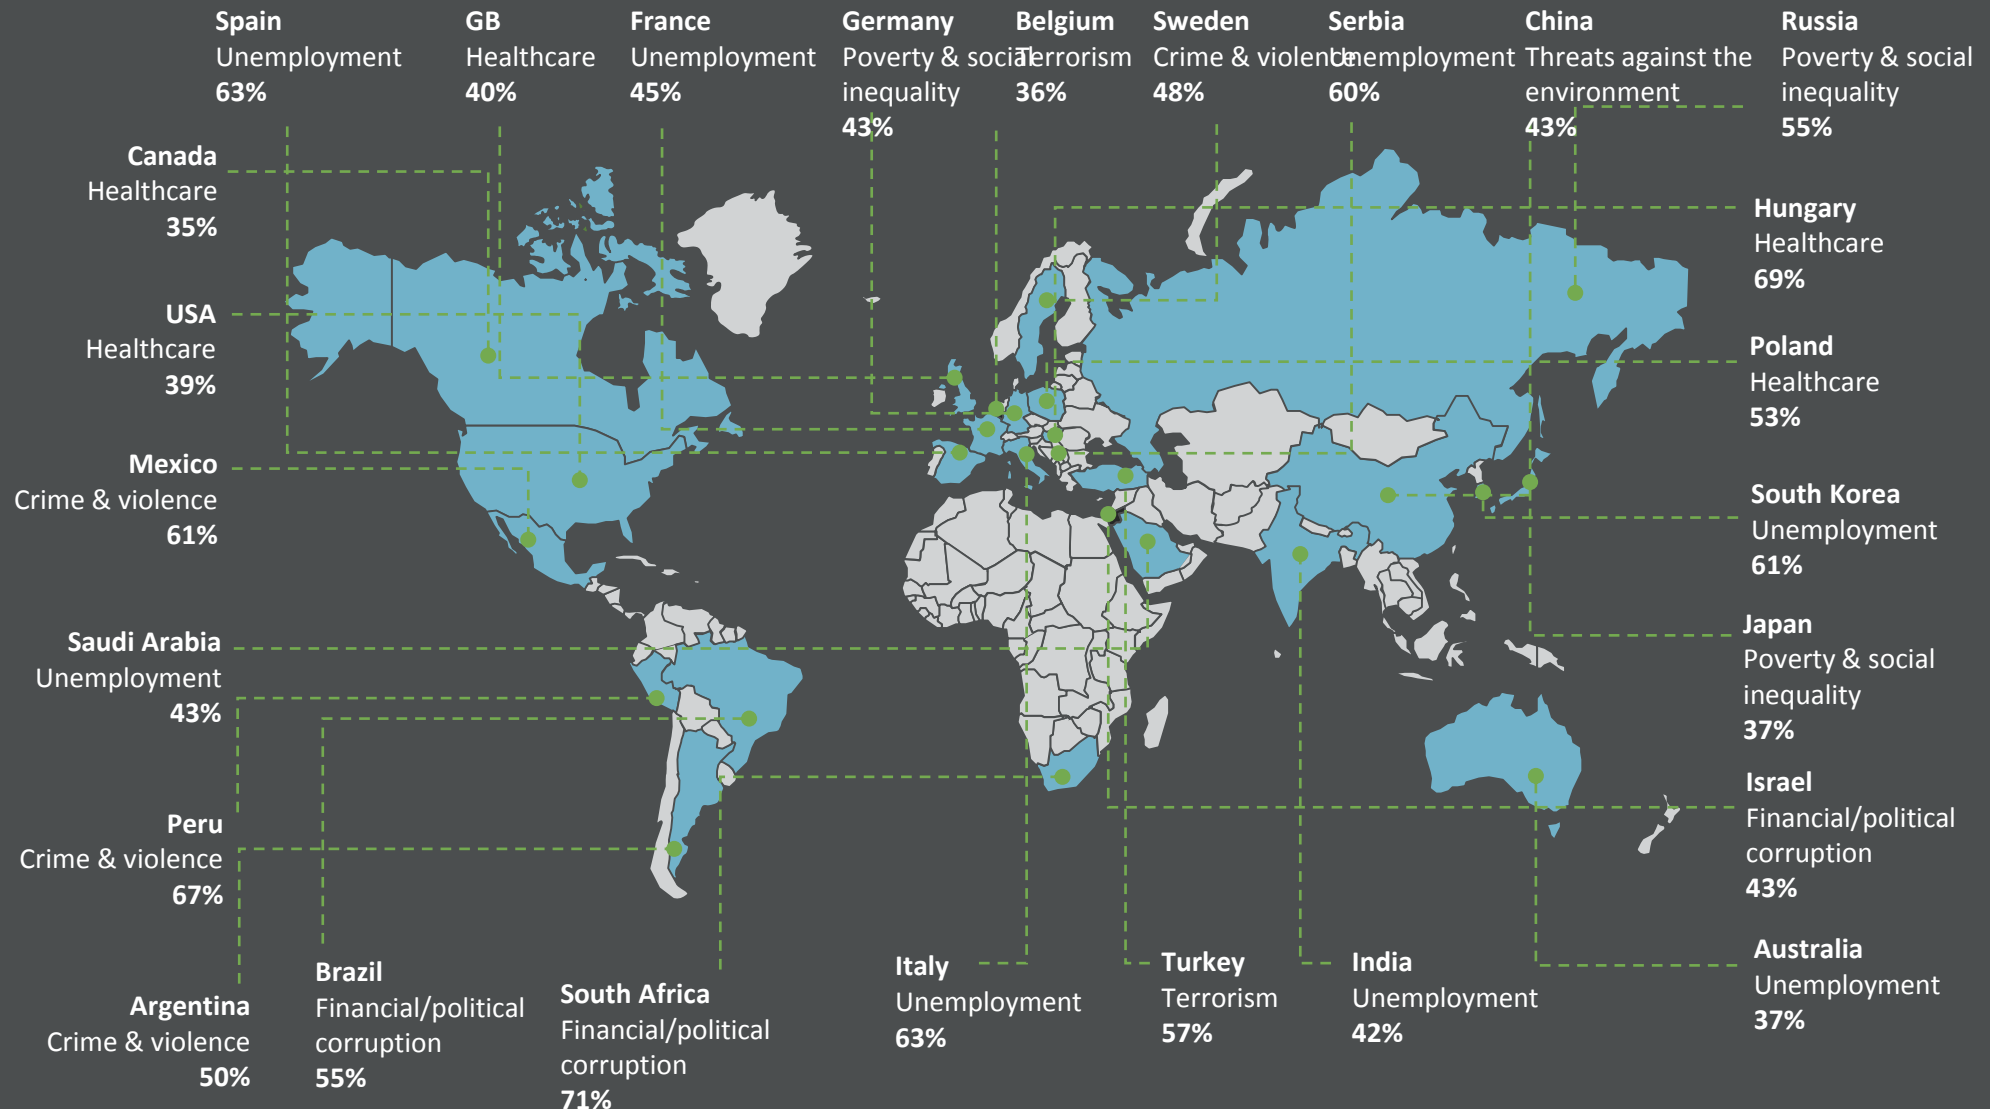 Spain
Unemployment
63%
GB
Healthcare
40%
France
Unemployment
45%
Germany
Poverty & social
inequality
43%
Belgium
Terrorism
36%
Sweden
Crime & violence
48%
Serbia
Unemployment
60%
China
Threats against the
environment
43%
Russia
Poverty & social
inequality
55%
Canada
Healthcare
35%
USA
Healthcare
39%
Mexico
Crime & violence
61%
Saudi Arabia
Unemployment
43%
Peru
Crime & violence
67%
Argentina
Crime & violence
50%
Brazil
Financial/political
corruption
55%
South Africa
Financial/political
corruption
71%
Italy
Unemployment
63%
Turkey
Terrorism
57%
India
Unemployment
42%
Hungary
Healthcare
69%
Poland
Healthcare
53%
South Korea
Unemployment
61%
Japan
Poverty & social
inequality
37%
Israel
Financial/political
corruption
43%
Australia
Unemployment
37%